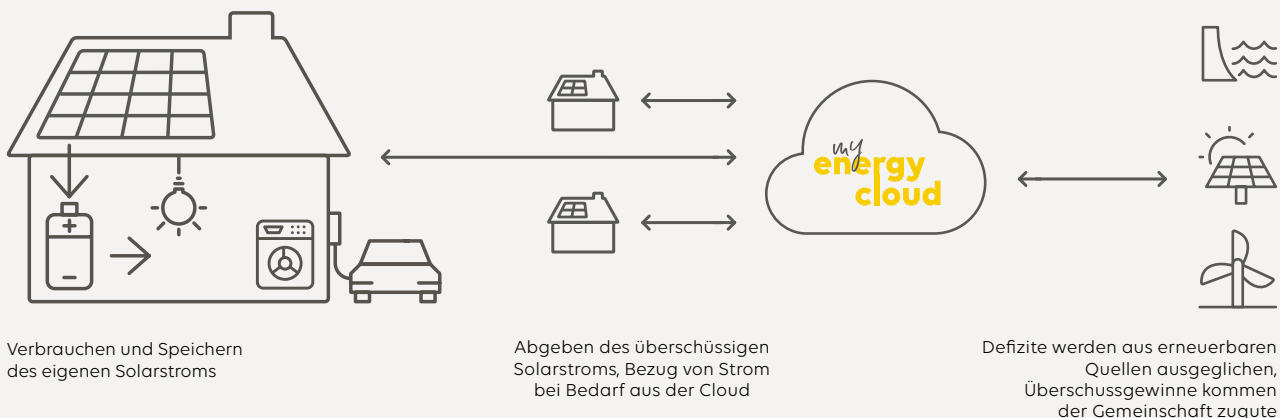 my
energy
cloud
Verbrauchen und Speichern
des eigenen Solarstroms
Abgeben des überschüssigen
Solarstroms, Bezug von Strom
bei Bedarf aus der Cloud
Defizite werden aus erneuerbaren
Quellen ausgeglichen,
Überschussgewinne kommen
der Gemeinschaft zugute